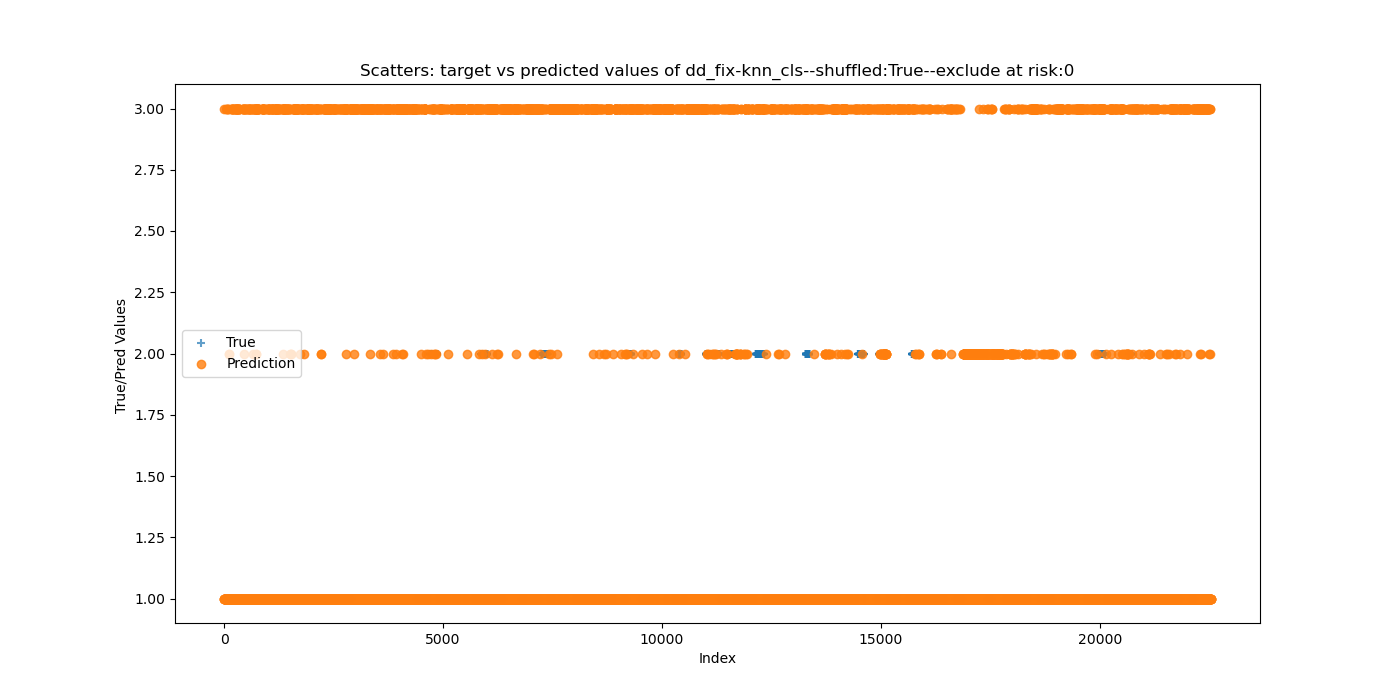 Scatters: target vs predicted values of dd_fix-knn_cls--shuffled:True--exclude at risk:0
3.00
2.75
2.50
2.25
2.00
1.75
1.50
1.25
1.00
True/Pred Values
True
Prediction
0
5000
10000
15000
20000
Index